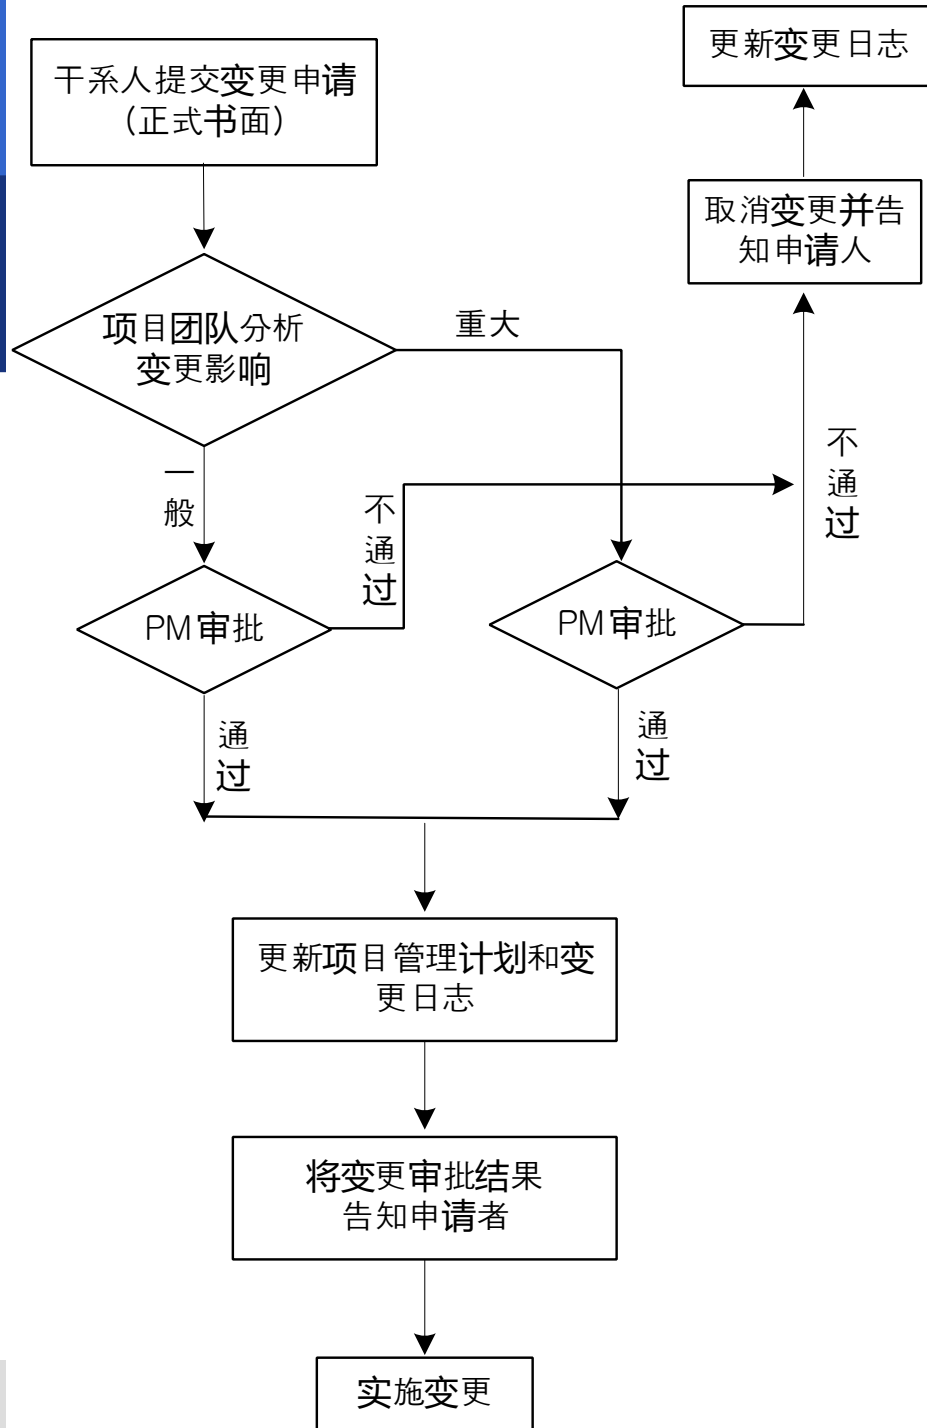 更新变更日志
干系人提交变更申请
（正式书面）
取消变更并告
知申请人
项目团队分析
变更影响
重大
一
般
不
通
过
不
通
过
PM审批
PM审批
通
过
通
过
更新项目管理计划和变
更日志
将变更审批结果
告知申请者
实施变更